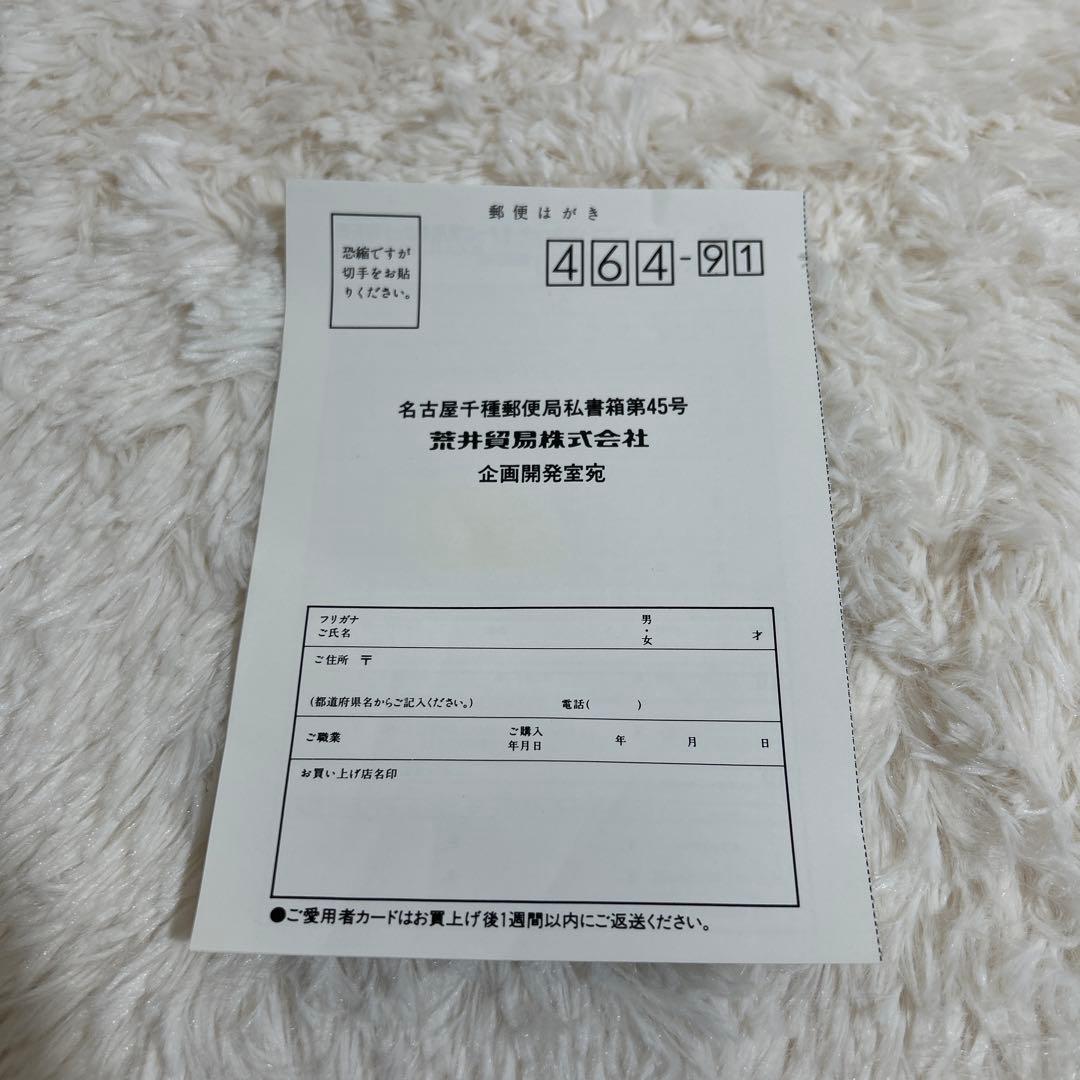 郵便はがき
恐縮ですが
切手をお貼
りください。
464-91
名古屋千種郵便局私書箱第45号
荒井貿易株式会社
企画開発室宛
フリガナ
ご氏名
男・女
才
ご住所 〒
(都道府県名からご記入ください。) 電話( )
ご職業
ご購入
年月日
年 月 日
お買い上げ店名印
●ご愛用者カードはお買上げ後1週間以内にご返送ください。